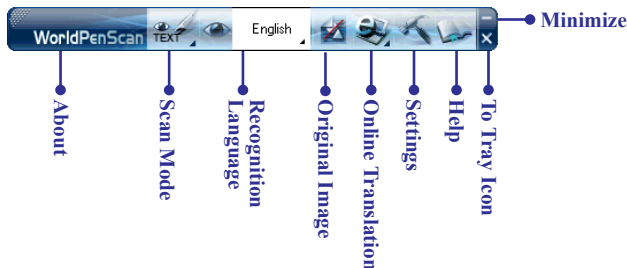 Minimize
WorldPenScan
TEXT
English
About
Scan Mode
Recognition
Language
Original Image
Online Translation
Settings
Help
To Tray Icon